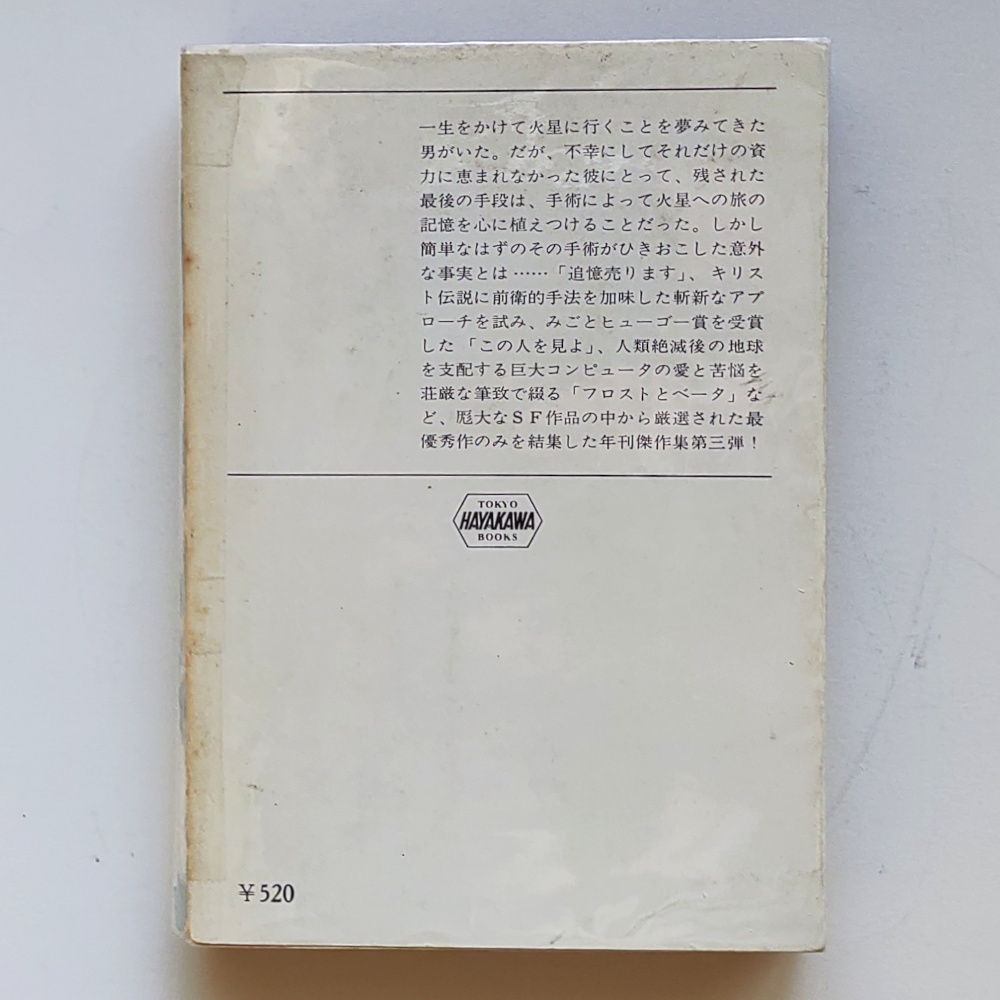 一生をかけて火星に行くことを夢みてきた
男がいた。だが、不幸にしてそれだけの資
力に恵まれなかった彼にとって、残された
最後の手段は、手術によって火星への旅の
記憶を心に植えつけることだった。しかし
簡単なはずのその手術がひきおこした意外
な事実とは……「追憶売ります」、キリス
ト伝説に前衛的手法を加味した斬新なアプ
ローチを試み、みごとヒューゴー賞を受賞
した「この人を見よ」、人類絶滅後の地球
を支配する巨大コンピュータの愛と苦悩を
荘厳な筆致で綴る「フロストとベータ」な
ど、厖大なSF作品の中から厳選された最
優秀作のみを結集した年刊傑作集第三弾！
TOKYO
HAYAKAWA
BOOKS
¥520